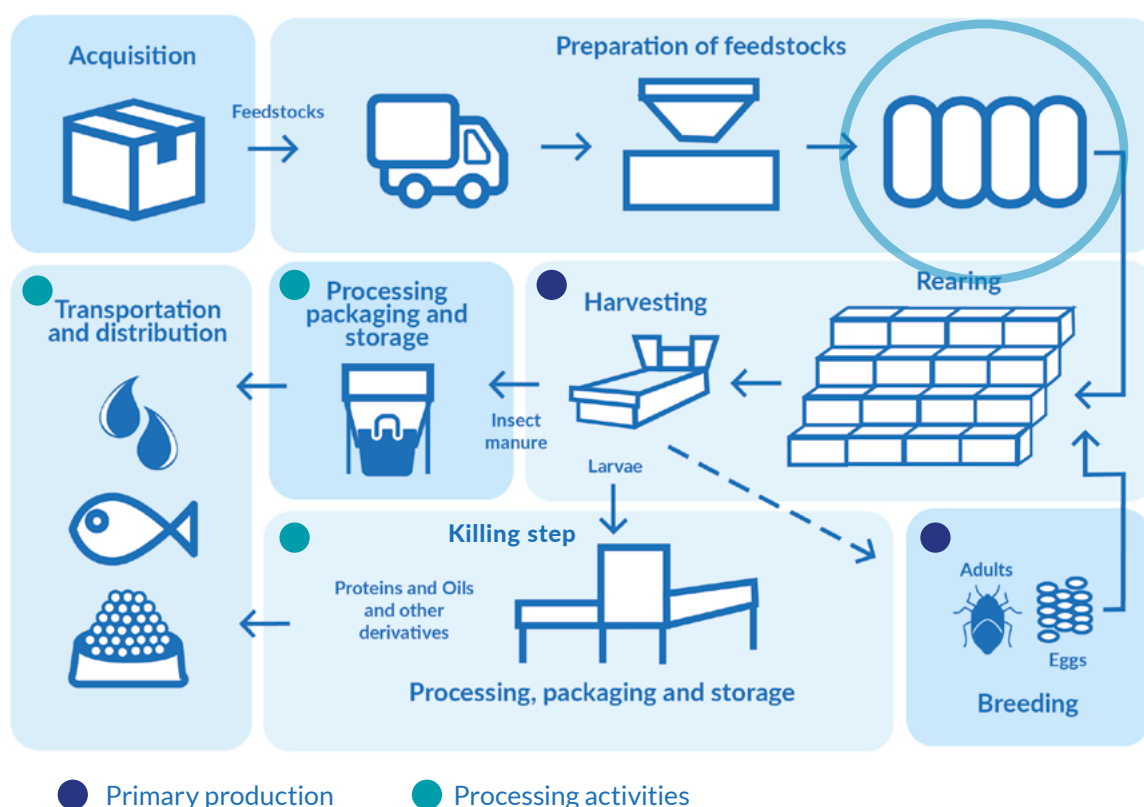 Acquisition
Feedstocks
Preparation of feedstocks
Transportation
and distribution
Processing
packaging and
storage
Harvesting
Rearing
Insect
manure
Larvae
Killing step
Proteins and Oils
and other
derivatives
Processing, packaging and storage
Adults
Eggs
Breeding
Primary production
Processing activities